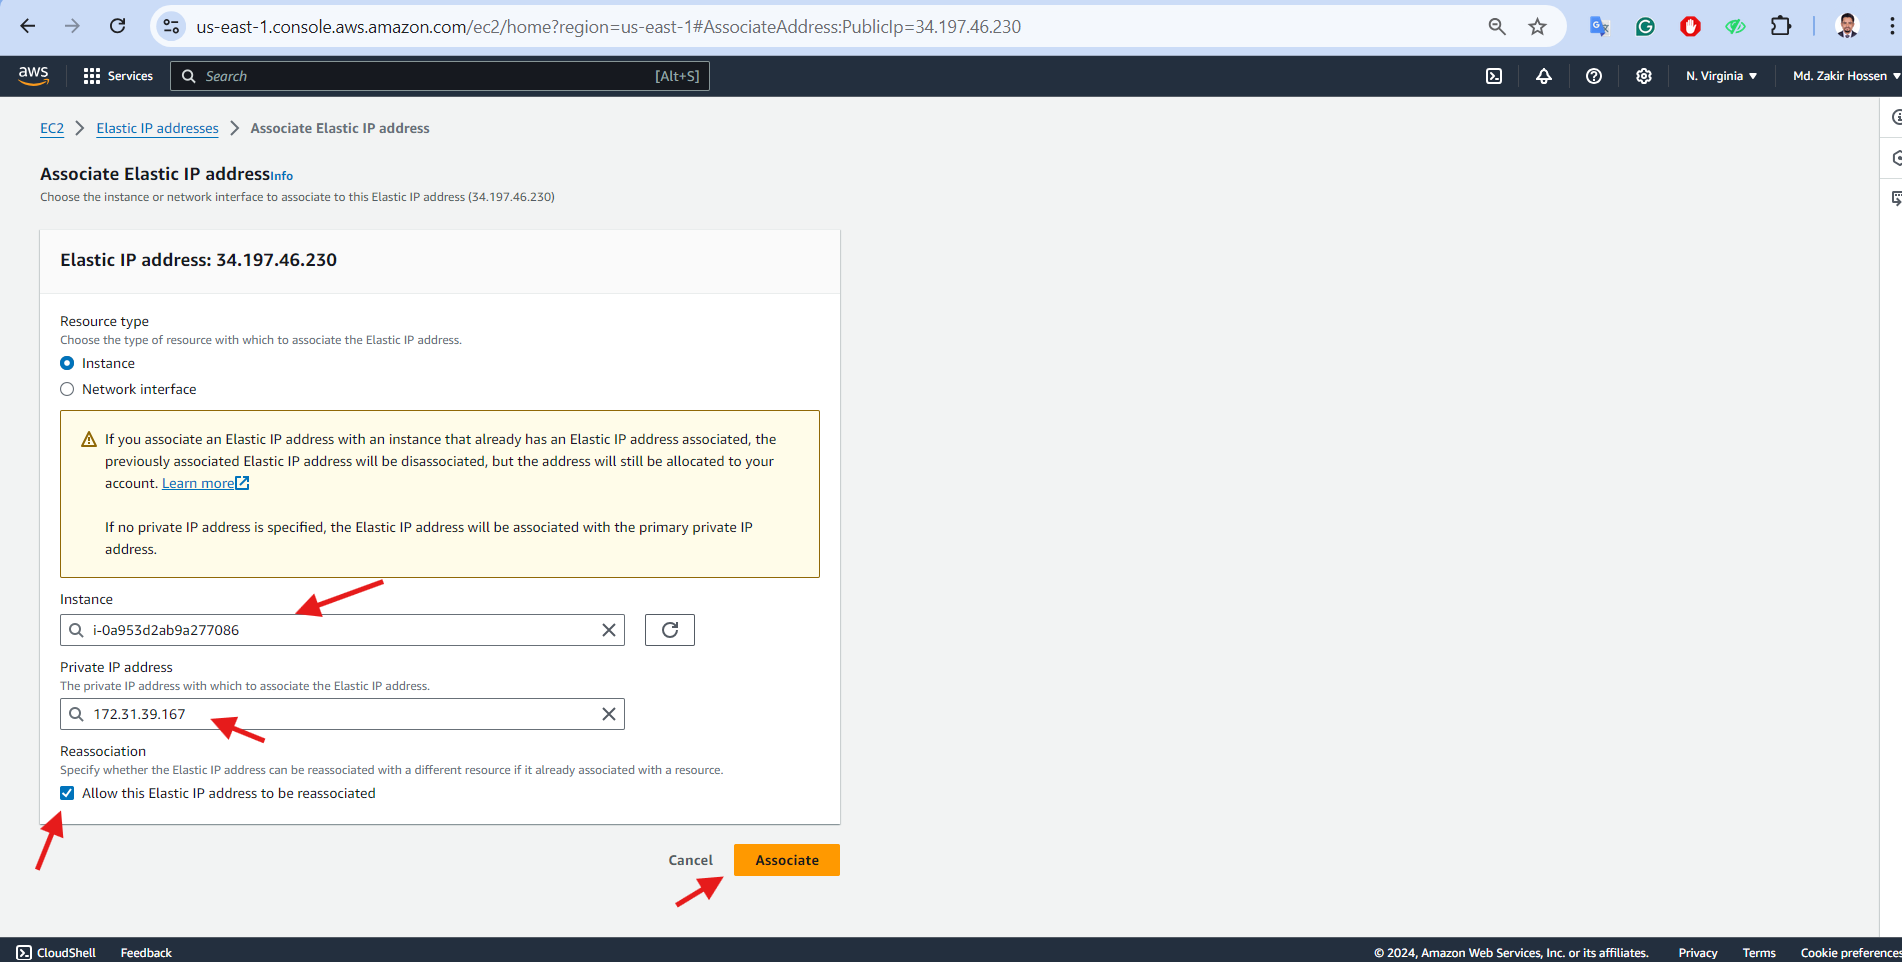 us-east-1.console.aws.amazon.com/ec2/home?region=us-east-1#AssociateAddress:PublicIp=34.197.46.230
aws Services Search [Alt+S] N. Virginia Md. Zakir Hossen
EC2 Elastic IP addresses Associate Elastic IP address
Associate Elastic IP address Info
Choose the instance or network interface to associate to this Elastic IP address (34.197.46.230)
Elastic IP address: 34.197.46.230
Resource type
Choose the type of resource with which to associate the Elastic IP address.
Instance
Network interface
If you associate an Elastic IP address with an instance that already has an Elastic IP address associated, the
previously associated Elastic IP address will be disassociated, but the address will still be allocated to your
account. Learn more
If no private IP address is specified, the Elastic IP address will be associated with the primary private IP
address.
Instance
i-0a953d2ab9a277086
Private IP address
The private IP address with which to associate the Elastic IP address.
172.31.39.167
Reassociation
Specify whether the Elastic IP address can be reassociated with a different resource if it already associated with a resource.
Allow this Elastic IP address to be reassociated
Cancel Associate
CloudShell Feedback © 2024, Amazon Web Services, Inc. or its affiliates. Privacy Terms Cookie preferences